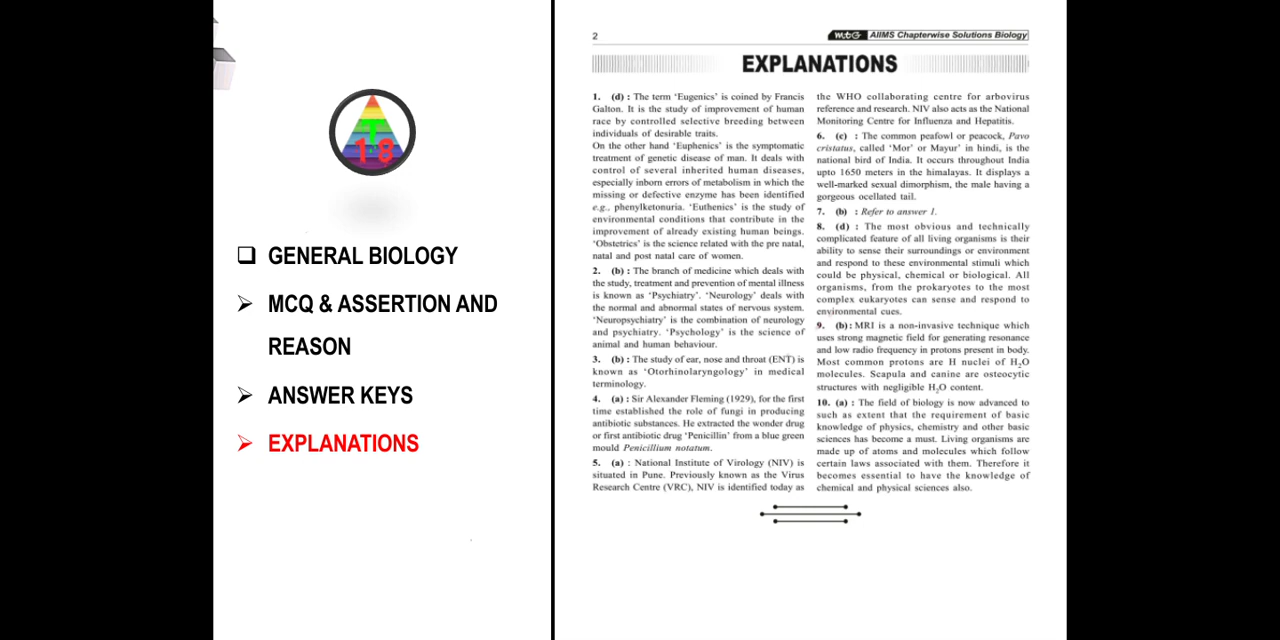 T
18
GENERAL BIOLOGY
MCQ & ASSERTION AND
REASON
ANSWER KEYS
EXPLANATIONS
2
mtG AIIMS Chapterwise Solutions Biology
EXPLANATIONS
1. (d) : The term ‘Eugenics’ is coined by Francis
Galton. It is the study of improvement of human
race by controlled selective breeding between
individuals of desirable traits.
On the other hand ‘Euphenics’ is the symptomatic
treatment of genetic disease of man. It deals with
control of several inherited human diseases,
especially inborn errors of metabolism in which the
missing or defective enzyme has been identified
e.g., phenylketonuria. ‘Euthenics’ is the study of
environmental conditions that contribute in the
improvement of already existing human beings.
‘Obstetrics’ is the science related with the pre natal,
natal and post natal care of women.
2. (b) : The branch of medicine which deals with
the study, treatment and prevention of mental illness
is known as ‘Psychiatry’. ‘Neurology’ deals with
the normal and abnormal states of nervous system.
‘Neuropsychiatry’ is the combination of neurology
and psychiatry. ‘Psychology’ is the science of
animal and human behaviour.
3. (b) : The study of ear, nose and throat (ENT) is
known as ‘Otorhinolaryngology’ in medical
terminology.
4. (a) : Sir Alexander Fleming (1929), for the first
time established the role of fungi in producing
antibiotic substances. He extracted the wonder drug
or first antibiotic drug ‘Penicillin’ from a blue green
mould Penicillium notatum.
5. (a) : National Institute of Virology (NIV) is
situated in Pune. Previously known as the Virus
Research Centre (VRC), NIV is identified today as
the WHO collaborating centre for arbovirus
reference and research. NIV also acts as the National
Monitoring Centre for Influenza and Hepatitis.
6. (c) : The common peafowl or peacock, Pavo
cristatus, called ‘Mor’ or Mayur’ in hindi, is the
national bird of India. It occurs throughout India
upto 1650 meters in the himalayas. It displays a
well-marked sexual dimorphism, the male having a
gorgeous ocellated tail.
7. (b) : Refer to answer 1.
8. (d) : The most obvious and technically
complicated feature of all living organisms is their
ability to sense their surroundings or environment
and respond to these environmental stimuli which
could be physical, chemical or biological. All
organisms, from the prokaryotes to the most
complex eukaryotes can sense and respond to
environmental cues.
9. (b) : MRI is a non-invasive technique which
uses strong magnetic field for generating resonance
and low radio frequency in protons present in body.
Most common protons are H nuclei of H2O
molecules. Scapula and canine are osteocytic
structures with negligible H2O content.
10. (a) : The field of biology is now advanced to
such as extent that the requirement of basic
knowledge of physics, chemistry and other basic
sciences has become a must. Living organisms are
made up of atoms and molecules which follow
certain laws associated with them. Therefore it
becomes essential to have the knowledge of
chemical and physical sciences also.